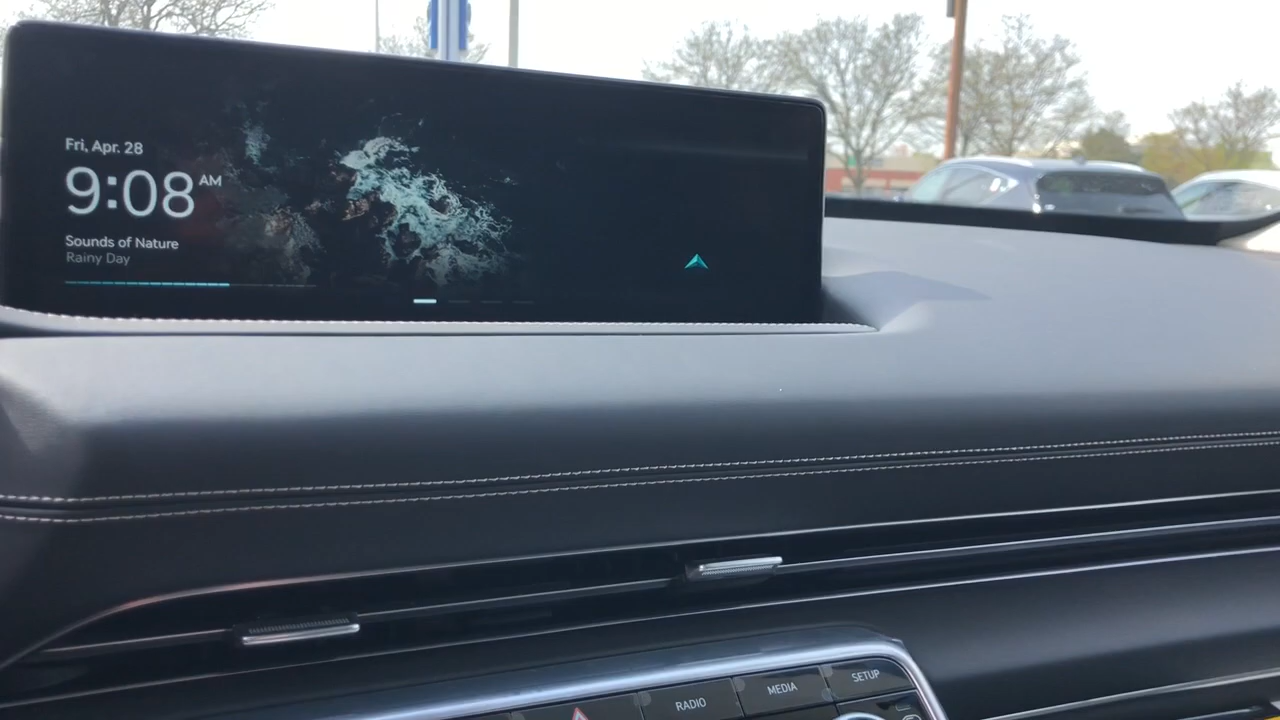 Fri, Apr. 28
9:08 AM
Sounds of Nature
Rainy Day
RADIO
MEDIA
SETUP